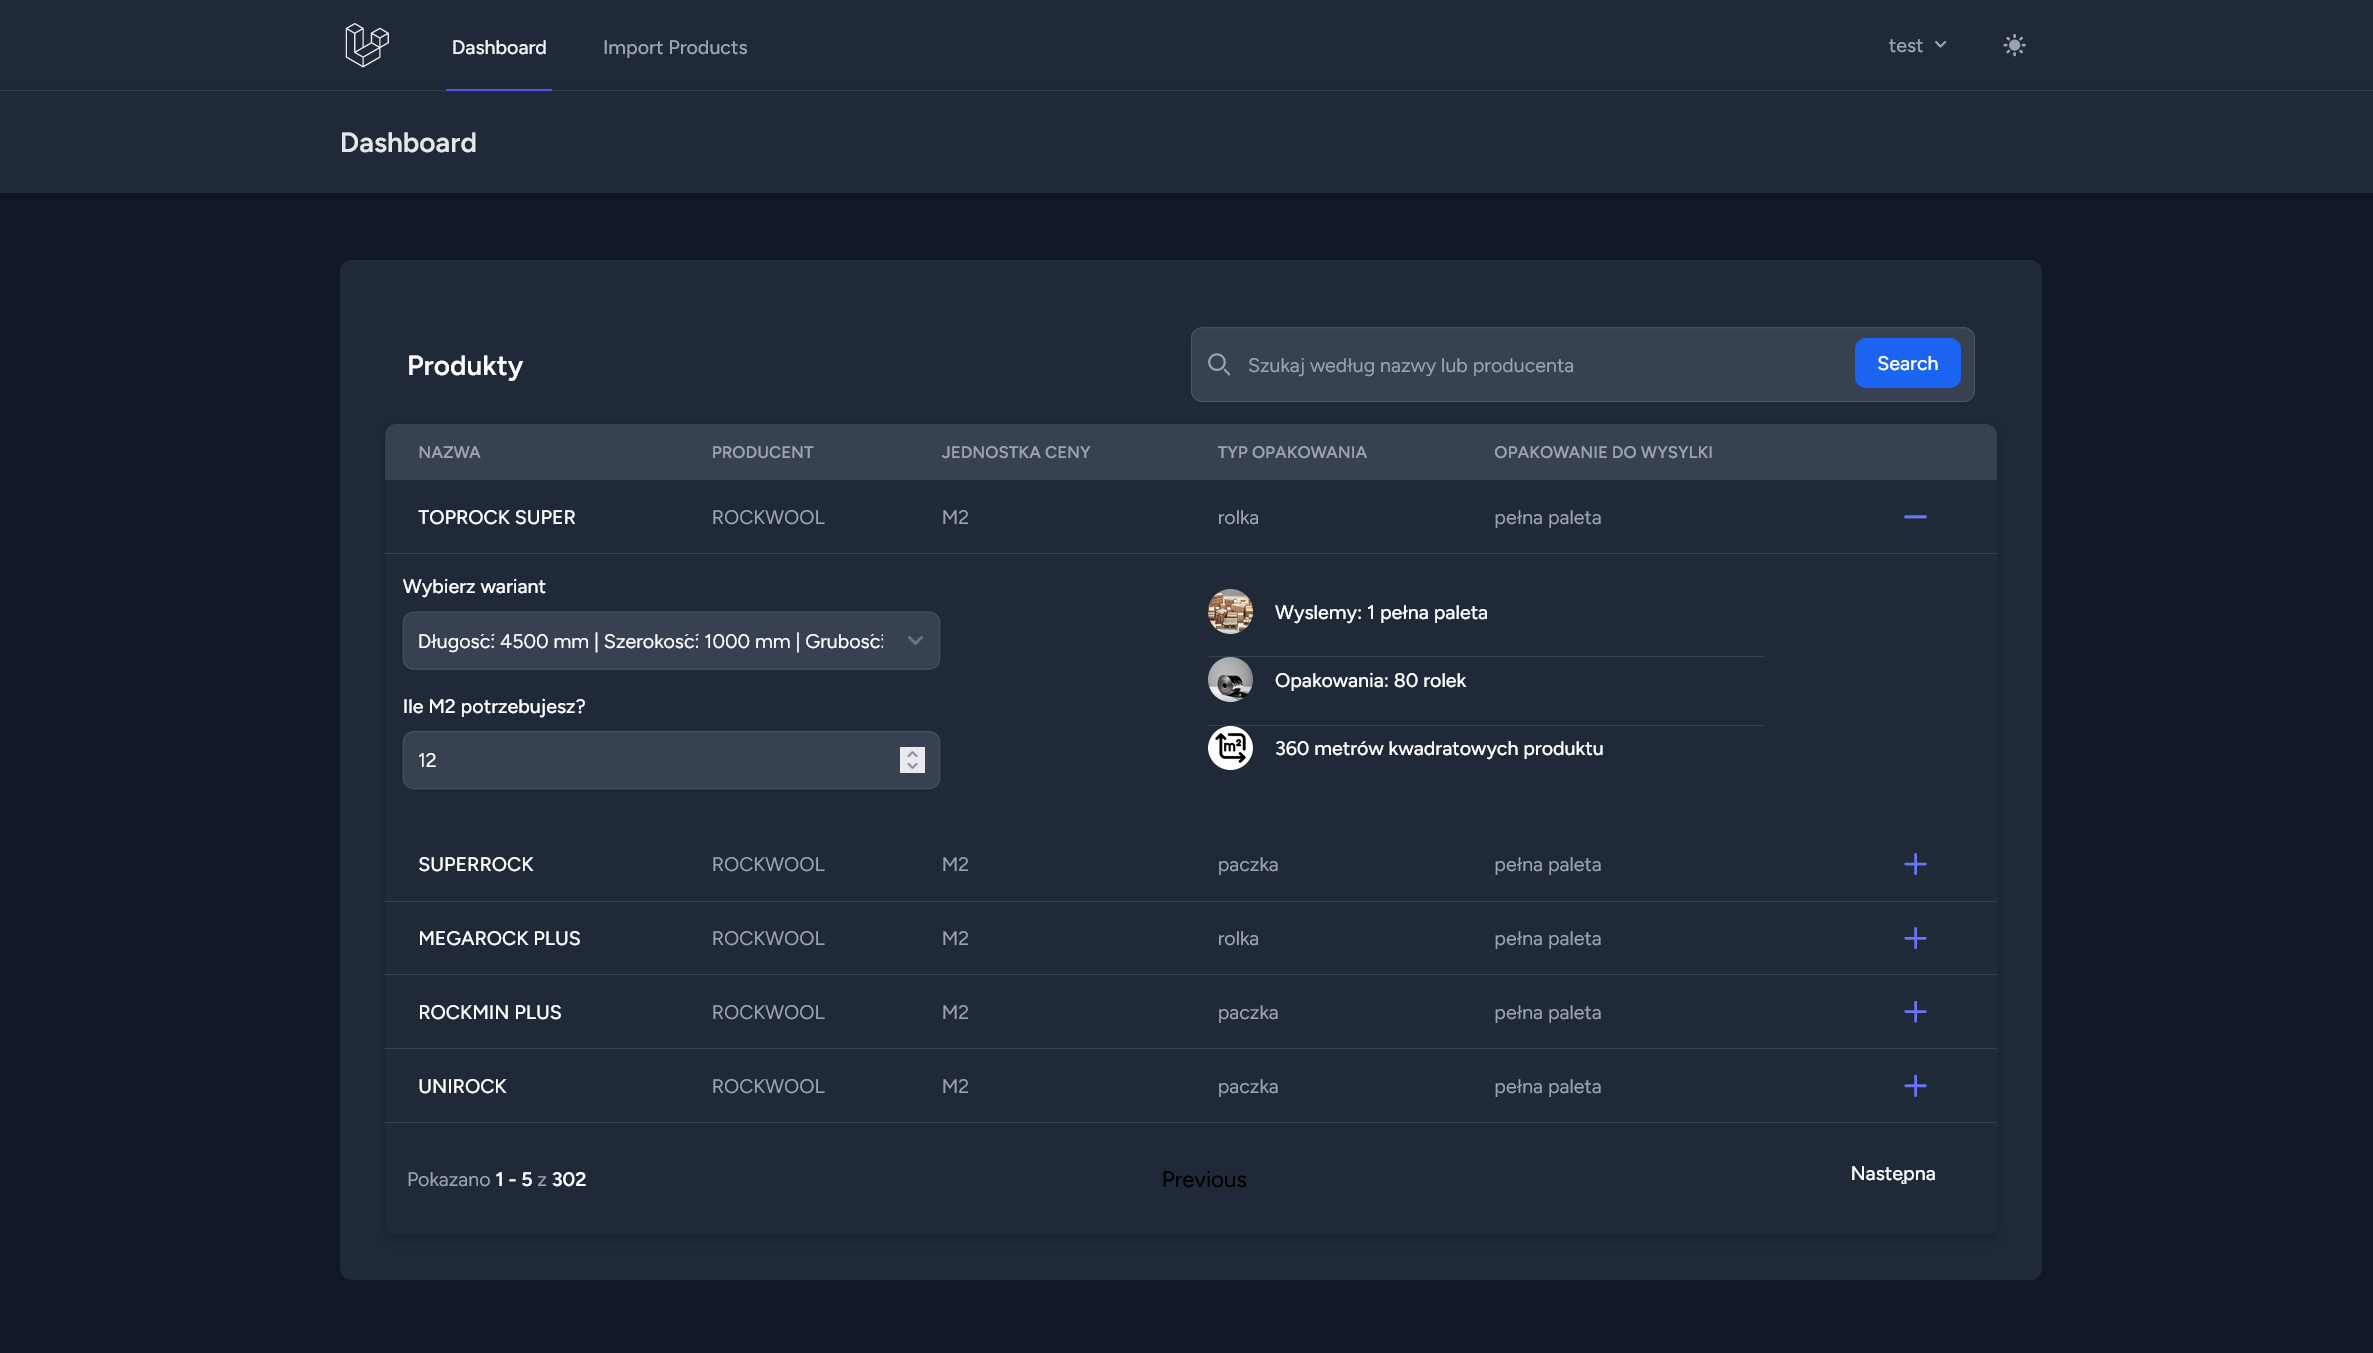 Dashboard Import Products test
Dashboard
Produkty
Szukaj według nazwy lub producenta Search
NAZWA PRODUCENT JEDNOSTKA CENY TYP OPAKOWANIA OPAKOWANIE DO WYSYLKI
TOPROCK SUPER ROCKWOOL M2 rolka pełna paleta
Wybierz wariant
Długość: 4500 mm | Szerokość: 1000 mm | Grubość:
Ile M2 potrzebujesz?
12
Wyslemy: 1 pełna paleta
Opakowania: 80 rolek
m²
360 metrów kwadratowych produktu
SUPERROCK ROCKWOOL M2 paczka pełna paleta
MEGAROCK PLUS ROCKWOOL M2 rolka pełna paleta
ROCKMIN PLUS ROCKWOOL M2 paczka pełna paleta
UNIROCK ROCKWOOL M2 paczka pełna paleta
Pokazano 1 - 5 z 302 Previous Następna